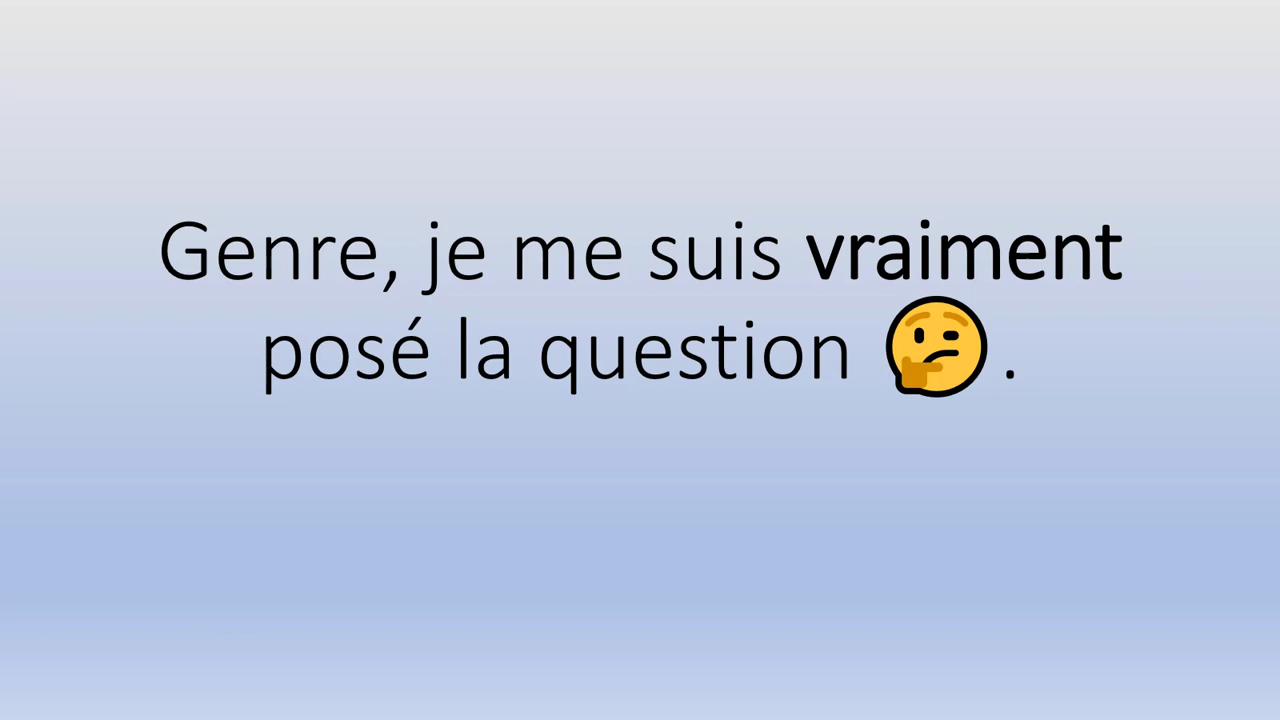 Genre, je me suis vraiment
posé la question 🤔.